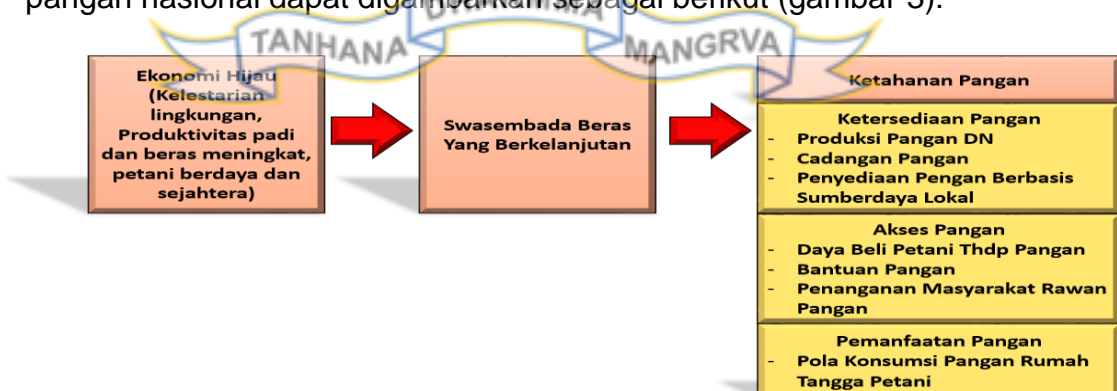 pangan nasional dapat digambarkan sebagai berikut (gambar 3):
DHARMMA
TANHANA
MANGRVA
Ekonomi Hijau
(Kelestarian
lingkungan,
Produktivitas padi
dan beras meningkat,
petani berdaya dan
sejahtera)
Swasembada Beras
Yang Berkelanjutan
Ketahanan Pangan
Ketersediaan Pangan
- Produksi Pangan DN
- Cadangan Pangan
- Penyediaan Pengan Berbasis
Sumberdaya Lokal
Akses Pangan
- Daya Beli Petani Thdp Pangan
- Bantuan Pangan
- Penanganan Masyarakat Rawan
Pangan
Pemanfaatan Pangan
- Pola Konsumsi Pangan Rumah
Tangga Petani